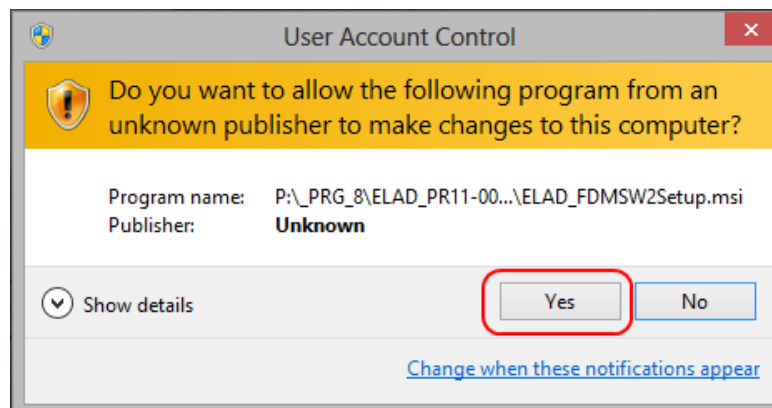 User Account Control
Do you want to allow the following program from an
unknown publisher to make changes to this computer?
Program name: P:\_PRG_8\ELAD_PR11-00...\ELAD_FDMSW2Setup.msi
Publisher: Unknown
Show details Yes No
Change when these notifications appear